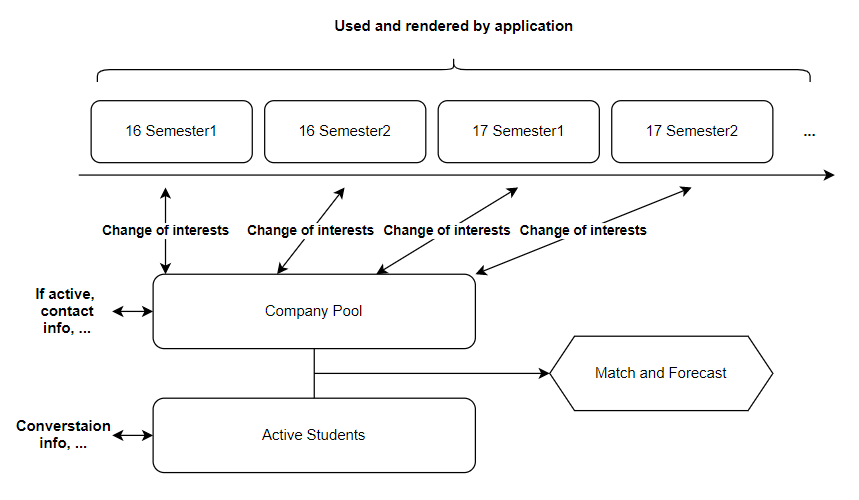 Used and rendered by application
16 Semester1
16 Semester2
17 Semester1
17 Semester2
...
Change of interests
Change of interests
Change of interests
Change of interests
If active,
contact
info, ...
Company Pool
Match and Forecast
Converstaion
info, ...
Active Students